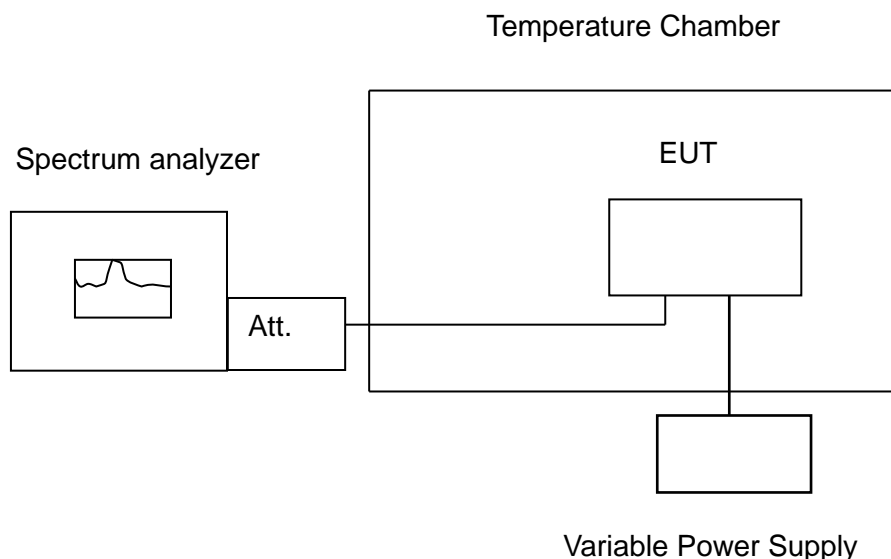 Temperature Chamber
Spectrum analyzer
EUT
Att.
Variable Power Supply